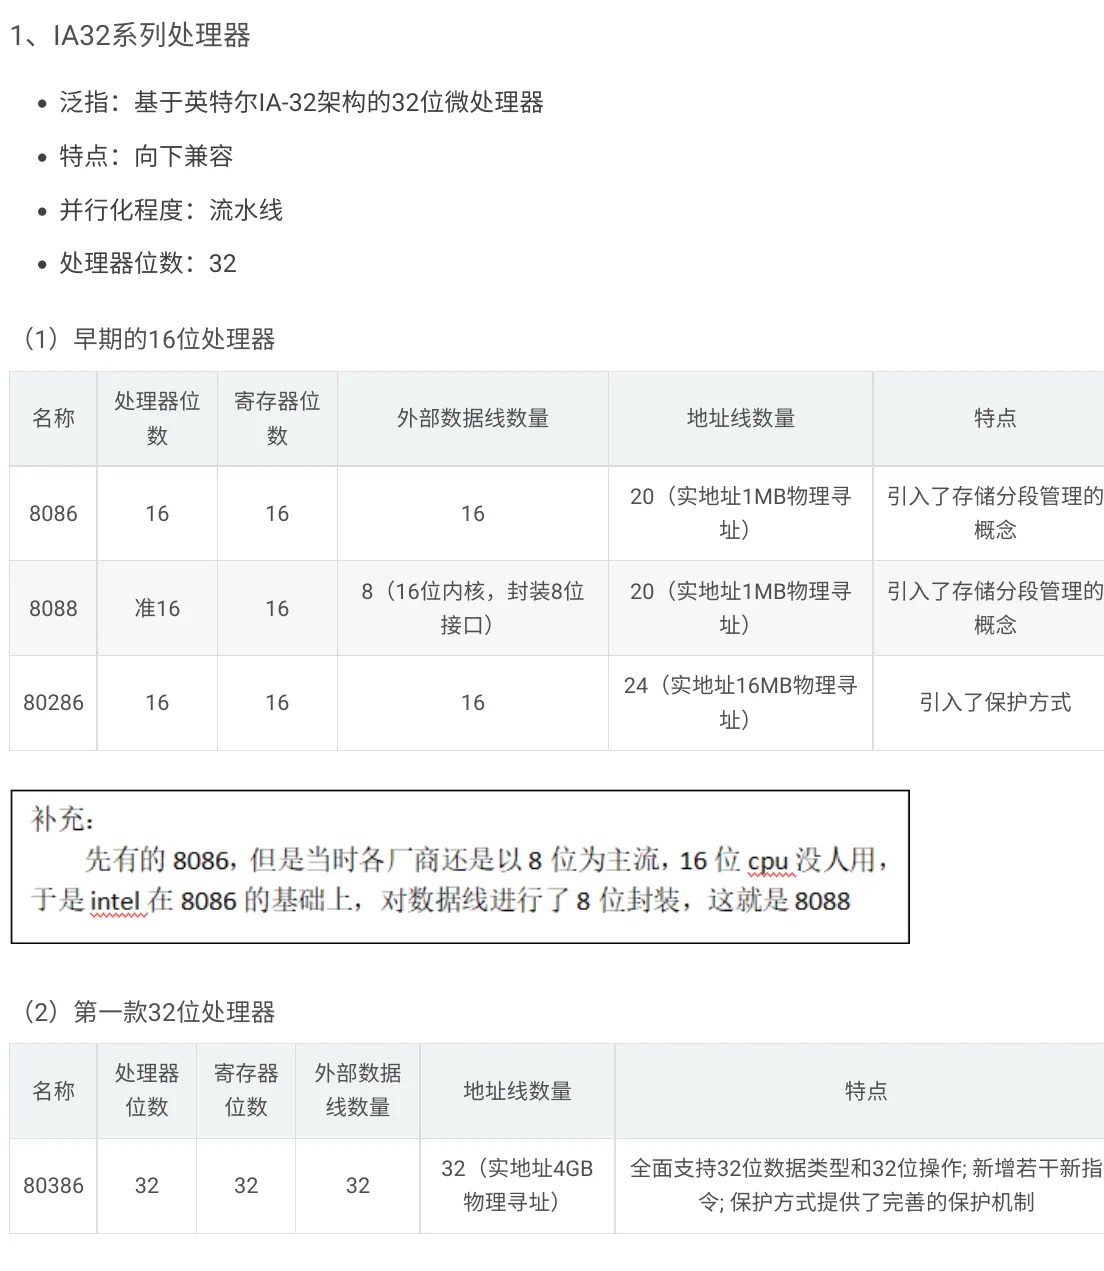 1、IA32系列处理器
• 泛指：基于英特尔IA-32架构的32位微处理器
• 特点：向下兼容
• 并行化程度：流水线
• 处理器位数：32
（1）早期的16位处理器
名称 处理器位数 寄存器位数 外部数据线数量 地址线数量 特点
8086 16 16 16 20（实地址1MB物理寻址） 引入了存储分段管理的概念
8088 准16 16 8（16位内核，封装8位接口） 20（实地址1MB物理寻址） 引入了存储分段管理的概念
80286 16 16 16 24（实地址16MB物理寻址） 引入了保护方式
补充：
先有的 8086，但是当时各厂商还是以 8 位为主流，16 位 cpu 没人用，
于是 intel 在 8086 的基础上，对数据线进行了 8 位封装，这就是 8088
（2）第一款32位处理器
名称 处理器位数 寄存器位数 外部数据线数量 地址线数量 特点
80386 32 32 32 32（实地址4GB物理寻址） 全面支持32位数据类型和32位操作; 新增若干新指令; 保护方式提供了完善的保护机制